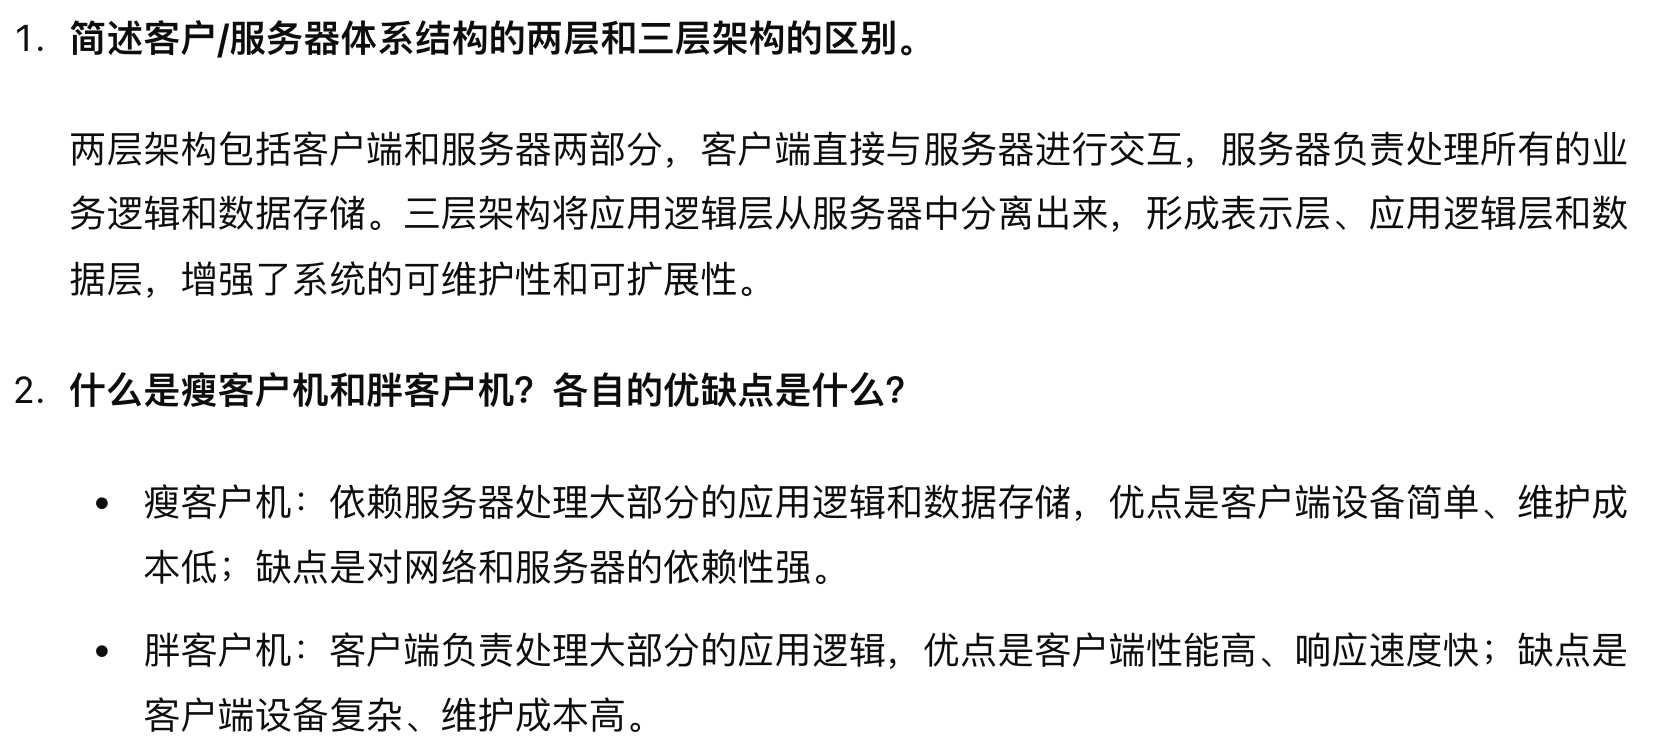 1. 简述客户/服务器体系结构的两层和三层架构的区别。
两层架构包括客户端和服务器两部分，客户端直接与服务器进行交互，服务器负责处理所有的业
务逻辑和数据存储。三层架构将应用逻辑层从服务器中分离出来，形成表示层、应用逻辑层和数
据层，增强了系统的可维护性和可扩展性。
2. 什么是瘦客户机和胖客户机？各自的优缺点是什么？
• 瘦客户机：依赖服务器处理大部分的应用逻辑和数据存储，优点是客户端设备简单、维护成
本低；缺点是对网络和服务器的依赖性强。
• 胖客户机：客户端负责处理大部分的应用逻辑，优点是客户端性能高、响应速度快；缺点是
客户端设备复杂、维护成本高。